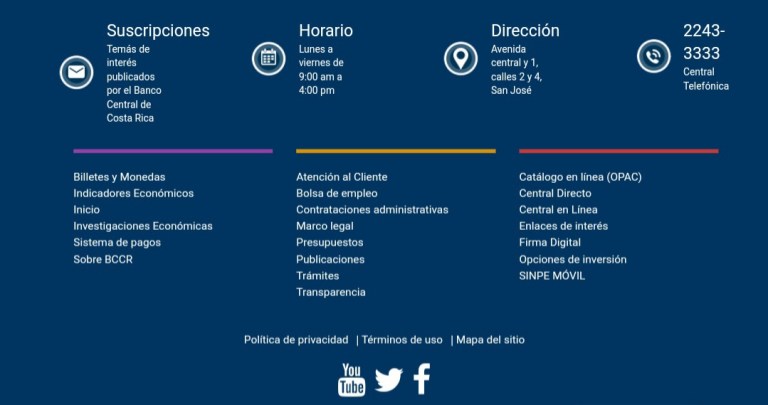 Suscripciones
Temás de
interés
publicados
por el Banco
Central de
Costa Rica
Horario
Lunes a
viernes de
9:00 am a
4:00 pm
Dirección
Avenida
central y 1,
calles 2 y 4,
San José
2243-
3333
Central
Telefónica
Billetes y Monedas
Indicadores Económicos
Inicio
Investigaciones Económicas
Sistema de pagos
Sobre BCCR
Atención al Cliente
Bolsa de empleo
Contrataciones administrativas
Marco legal
Presupuestos
Publicaciones
Trámites
Transparencia
Catálogo en línea (OPAC)
Central Directo
Central en Línea
Enlaces de interés
Firma Digital
Opciones de inversión
SINPE MÓVIL
Política de privacidad | Términos de uso | Mapa del sitio
You
Tube